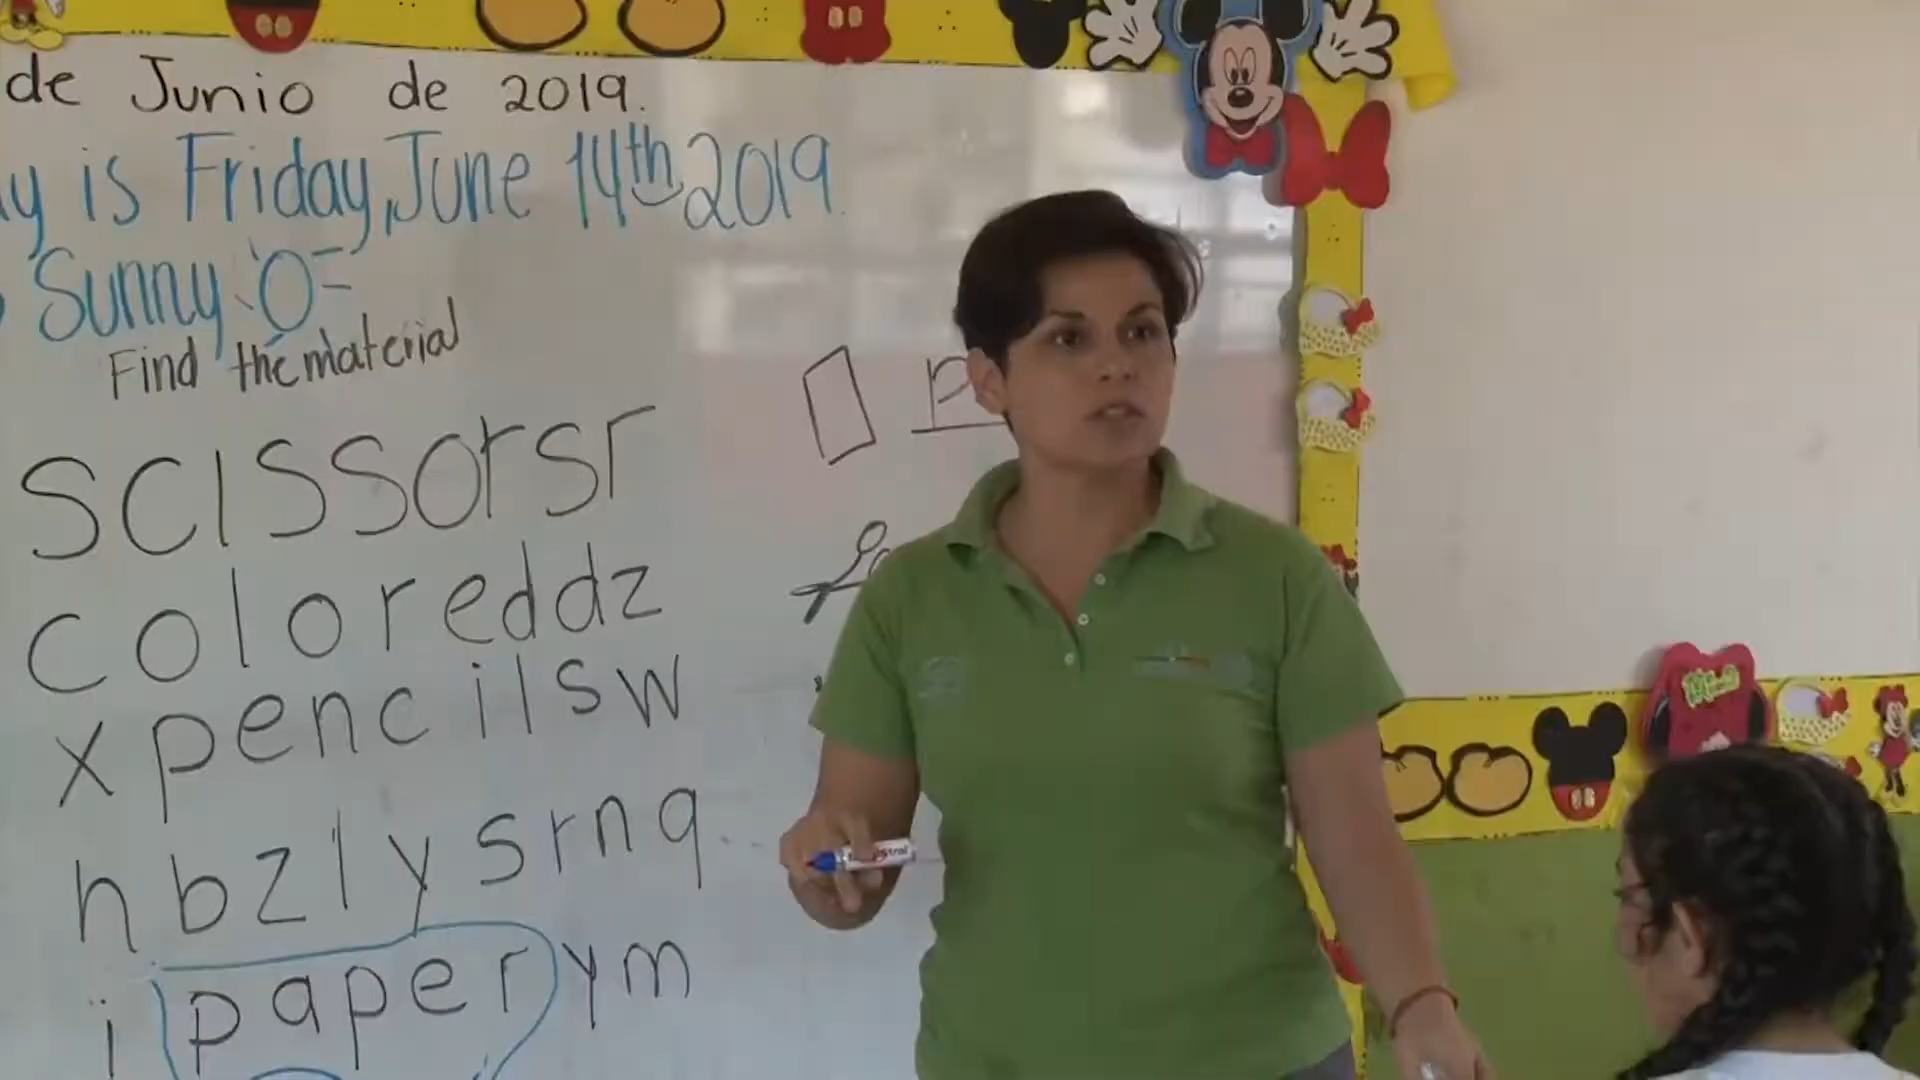 de Junio de 2019.
y is Friday, June 14th 2019.
Sunny
Find the material
scissorsr
coloreddz
xpencilsw
hbzlysrnq
ipaperym